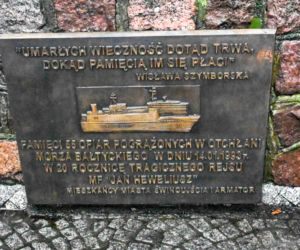 "UMARŁYCH WIECZNOŚĆ DOTĄD TRWA,
DOKĄD PAMIĘCIĄ IM SIĘ PŁACI"
WISŁAWA SZYMBORSKA
PAMIĘCI 55 OFIAR POGRĄŻONYCH W OTCHŁANI
MORZA BAŁTYCKIEGO W DNIU 14.01.1993 r.
W 20 ROCZNICĘ TRAGICZNEGO REJSU
MF "JAN HEWELIUSZ"
MIESZKAŃCY MIASTA ŚWINOUJŚCIA I ARMATOR